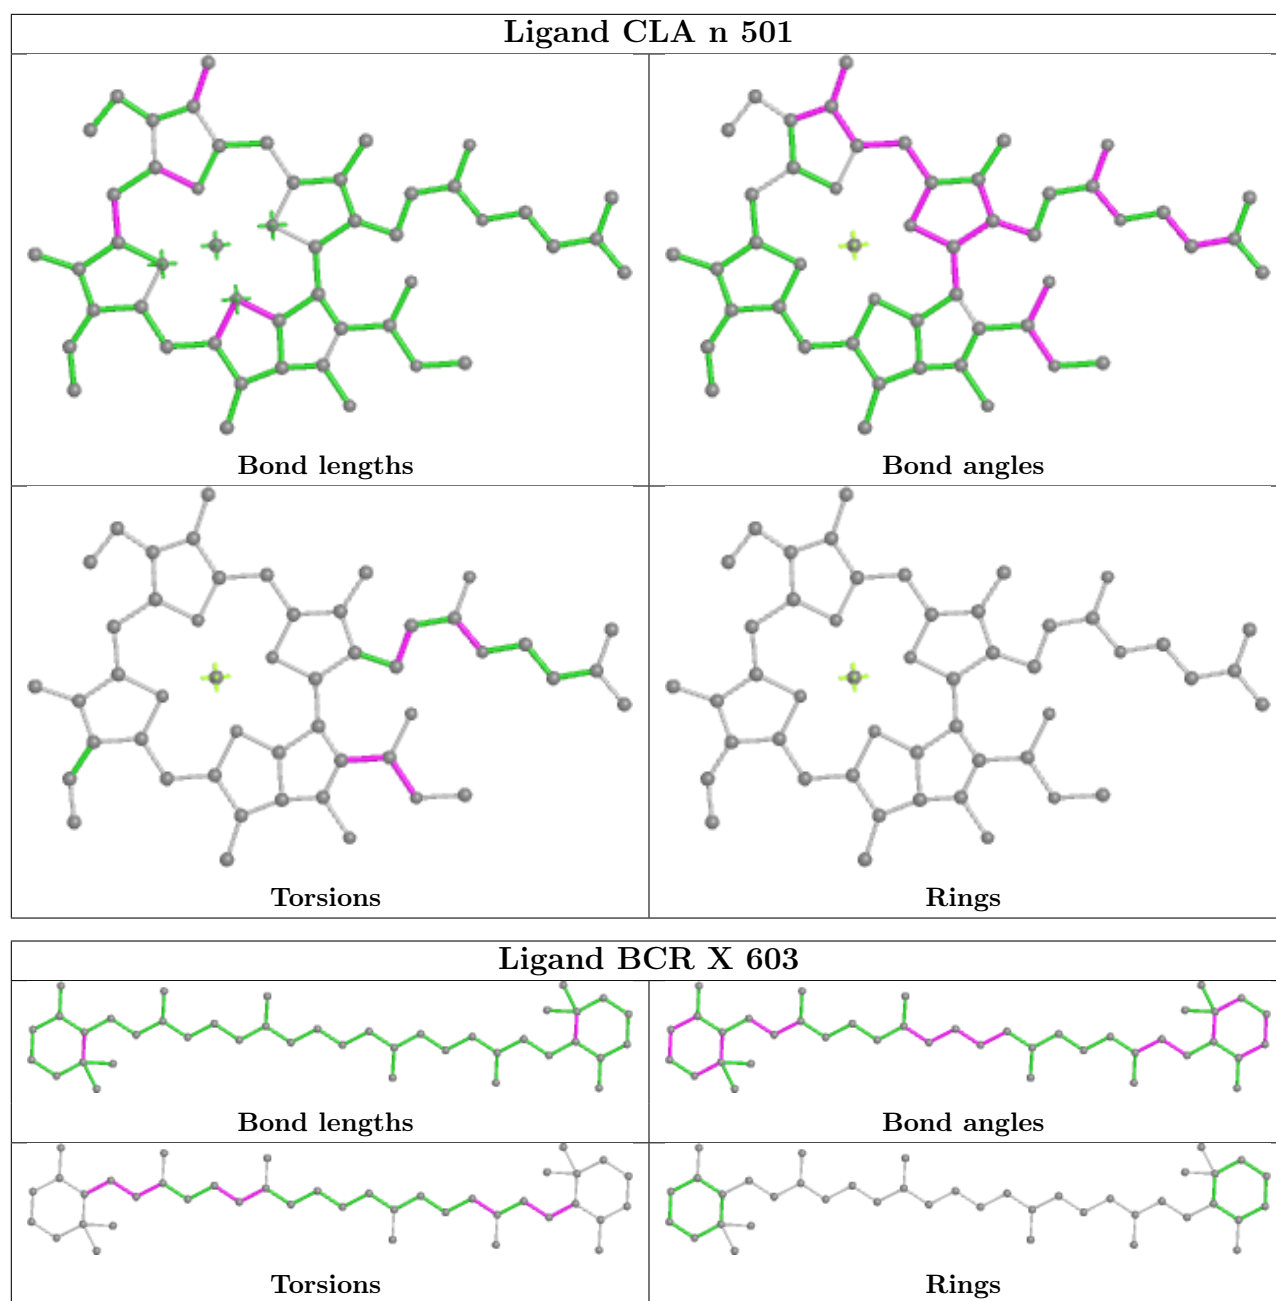 Ligand CLA n 501
Bond lengths
Bond angles
Torsions
Rings
Ligand BCR X 603
Bond lengths
Bond angles
Torsions
Rings